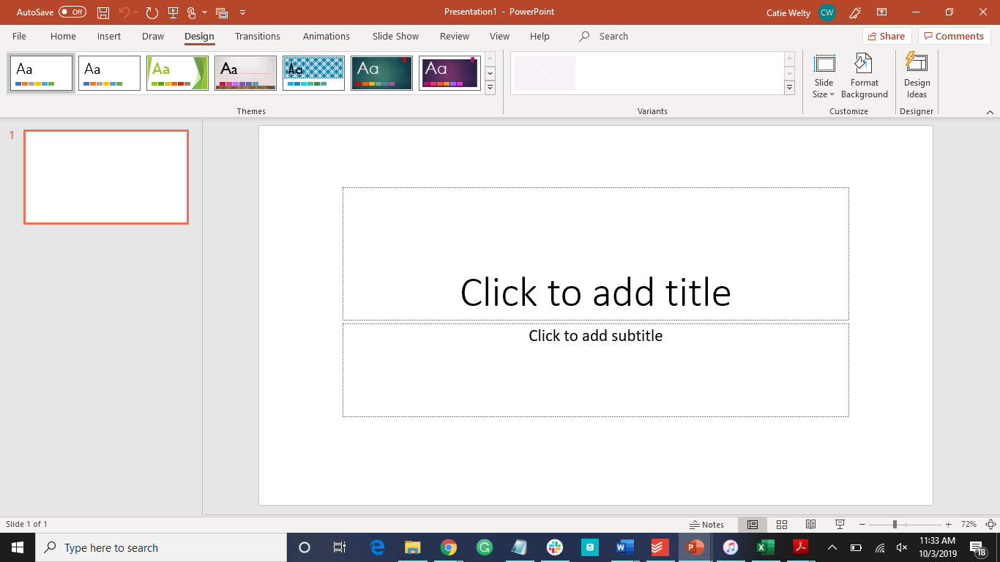 AutoSave Off
Presentation1 - PowerPoint
Catie Welty CW
File Home Insert Draw Design Transitions Animations Slide Show Review View Help Search Share Comments
Aa Aa Aa Aa Aa Aa Aa
Slide Size
Format Background
Design Ideas
Themes Variants Customize Designer
1
Click to add title
Click to add subtitle
Slide 1 of 1 Notes 72%
Type here to search
11:33 AM
10/3/2019
18